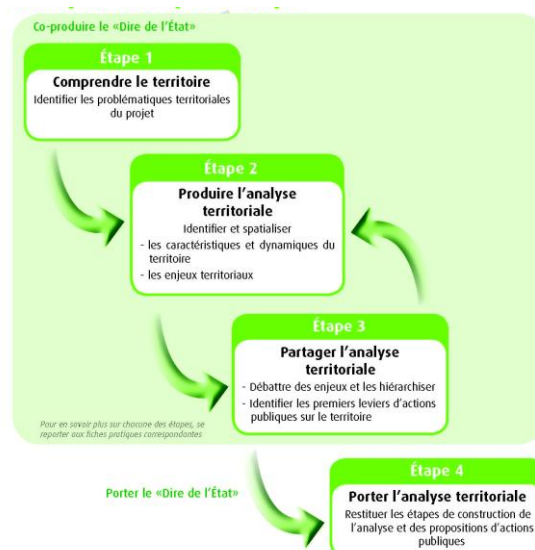 Co-produire le «Dire de l'État»
Étape 1
Comprendre le territoire
Identifier les problématiques territoriales
du projet
Étape 2
Produire l'analyse
territoriale
Identifier et spatialiser
- les caractéristiques et dynamiques du
territoire
- les enjeux territoriaux
Étape 3
Partager l'analyse
territoriale
- Débattre des enjeux et les hiérarchiser
- Identifier les premiers leviers d'actions
publiques sur le territoire
Pour en savoir plus sur chacune des étapes, se
reporter aux fiches pratiques correspondantes
Étape 4
Porter le «Dire de l'État»
Porter l'analyse territoriale
Restituer les étapes de construction de
l'analyse et des propositions d'actions
publiques